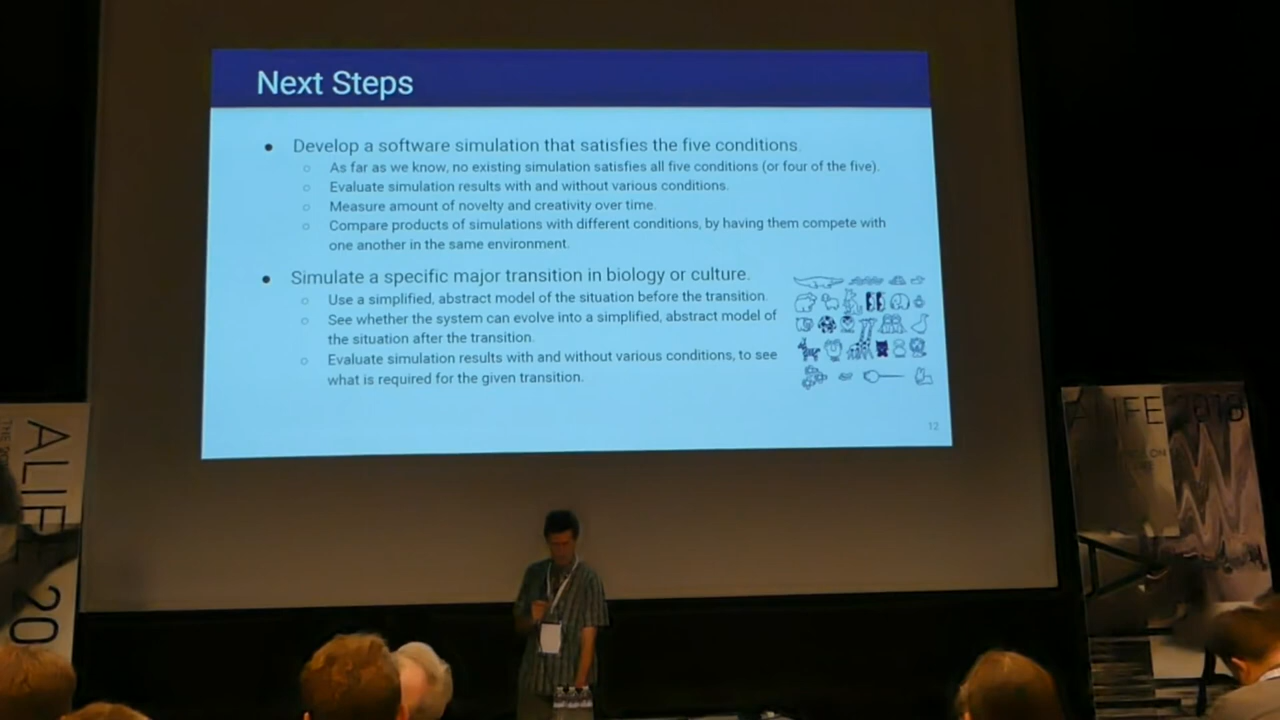 Next Steps
● Develop a software simulation that satisfies the five conditions.
○ As far as we know, no existing simulation satisfies all five conditions (or four of the five).
○ Evaluate simulation results with and without various conditions.
○ Measure amount of novelty and creativity over time.
○ Compare products of simulations with different conditions, by having them compete with
one another in the same environment.
● Simulate a specific major transition in biology or culture.
○ Use a simplified, abstract model of the situation before the transition.
○ See whether the system can evolve into a simplified, abstract model of
the situation after the transition.
○ Evaluate simulation results with and without various conditions, to see
what is required for the given transition.
12
ALIFE 20
THE 20
ALIFE 2018